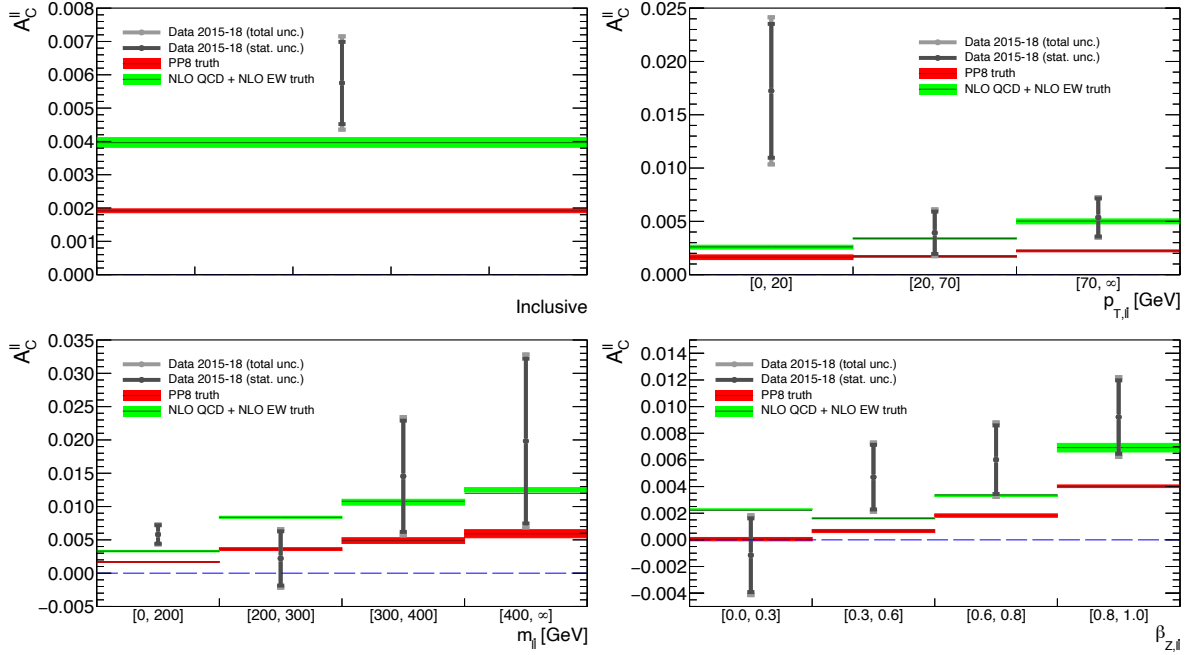 A_C^ll
0.008
0.007
0.006
0.005
0.004
0.003
0.002
0.001
0.000
Data 2015-18 (total unc.)
Data 2015-18 (stat. unc.)
PP8 truth
NLO QCD + NLO EW truth
Inclusive
A_C^ll
0.025
0.020
0.015
0.010
0.005
0.000
Data 2015-18 (total unc.)
Data 2015-18 (stat. unc.)
PP8 truth
NLO QCD + NLO EW truth
[0, 20] [20, 70] [70, ∞]
p_T,ll [GeV]
A_C^ll
0.035
0.030
0.025
0.020
0.015
0.010
0.005
0.000
−0.005
Data 2015-18 (total unc.)
Data 2015-18 (stat. unc.)
PP8 truth
NLO QCD + NLO EW truth
[0, 200] [200, 300] [300, 400] [400, ∞]
m_ll [GeV]
A_C^ll
0.014
0.012
0.010
0.008
0.006
0.004
0.002
0.000
−0.002
−0.004
Data 2015-18 (total unc.)
Data 2015-18 (stat. unc.)
PP8 truth
NLO QCD + NLO EW truth
[0.0, 0.3] [0.3, 0.6] [0.6, 0.8] [0.8, 1.0]
β_Z,ll